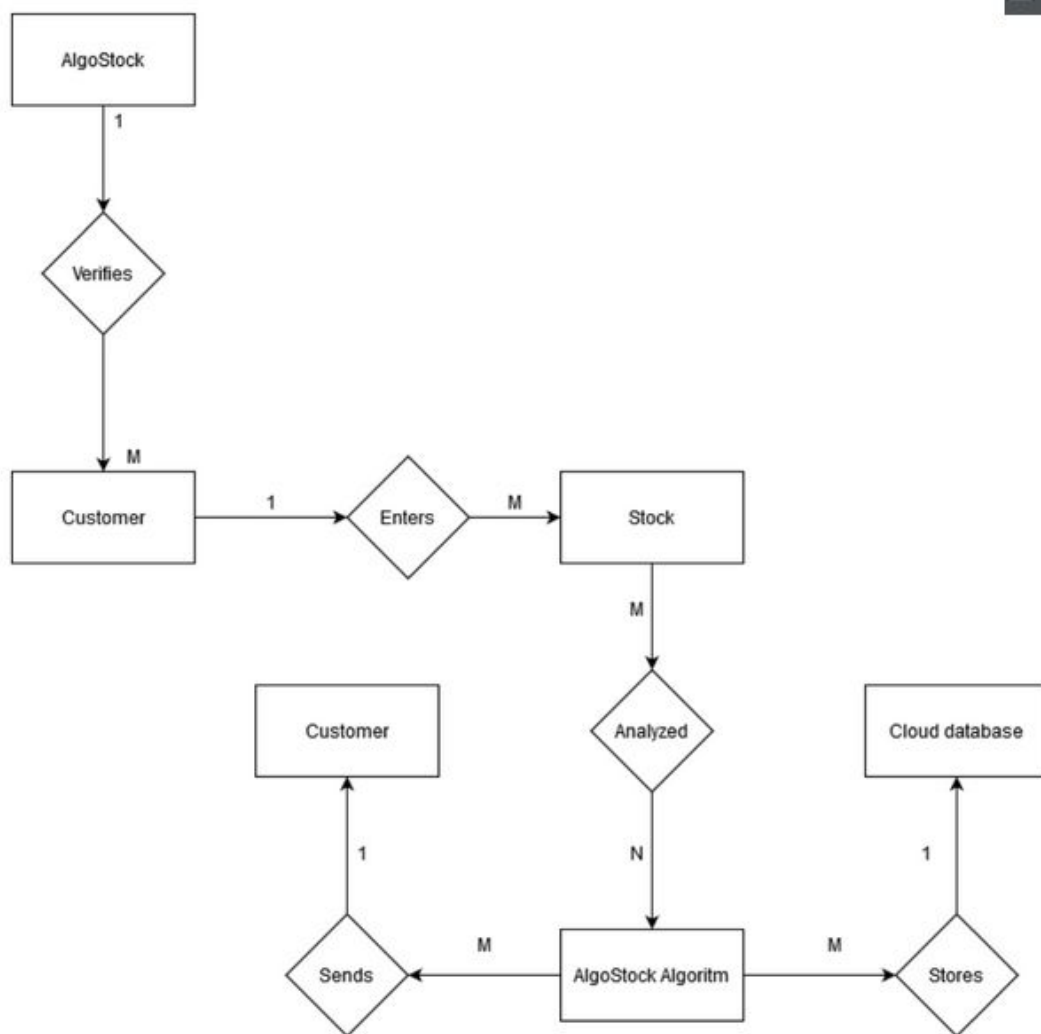 AlgoStock
1
Verifies
M
Customer
1
Enters
M
Stock
M
Customer
Analyzed
Cloud database
1
N
1
M
M
Sends
AlgoStock Algoritm
Stores